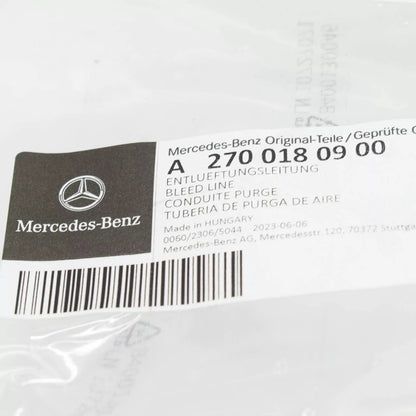 Mercedes-Benz Original-Teile/Geprüfte
A 270 018 09 00
ENTLUEFTUNGSLEITUNG
BLEED LINE
CONDUITE PURGE
TUBERIA DE PURGA DE AIRE
Made in HUNGARY
0060/2306/5044 2023-06-06
Mercedes-Benz AG, Mercedesstr 120, 70372 Stuttga
Mercedes-Benz